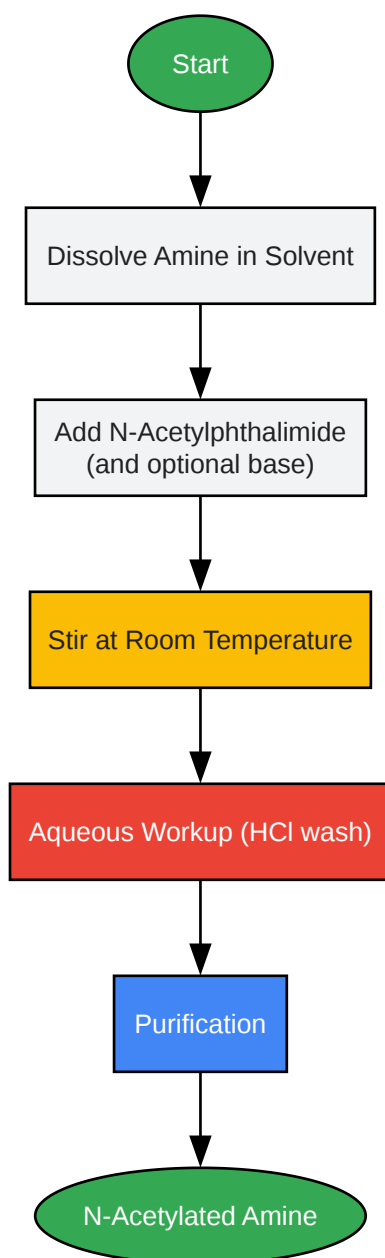 Start
Dissolve Amine in Solvent
Add N-Acetylphthalimide
(and optional base)
Stir at Room Temperature
Aqueous Workup (HCl wash)
Purification
N-Acetylated Amine